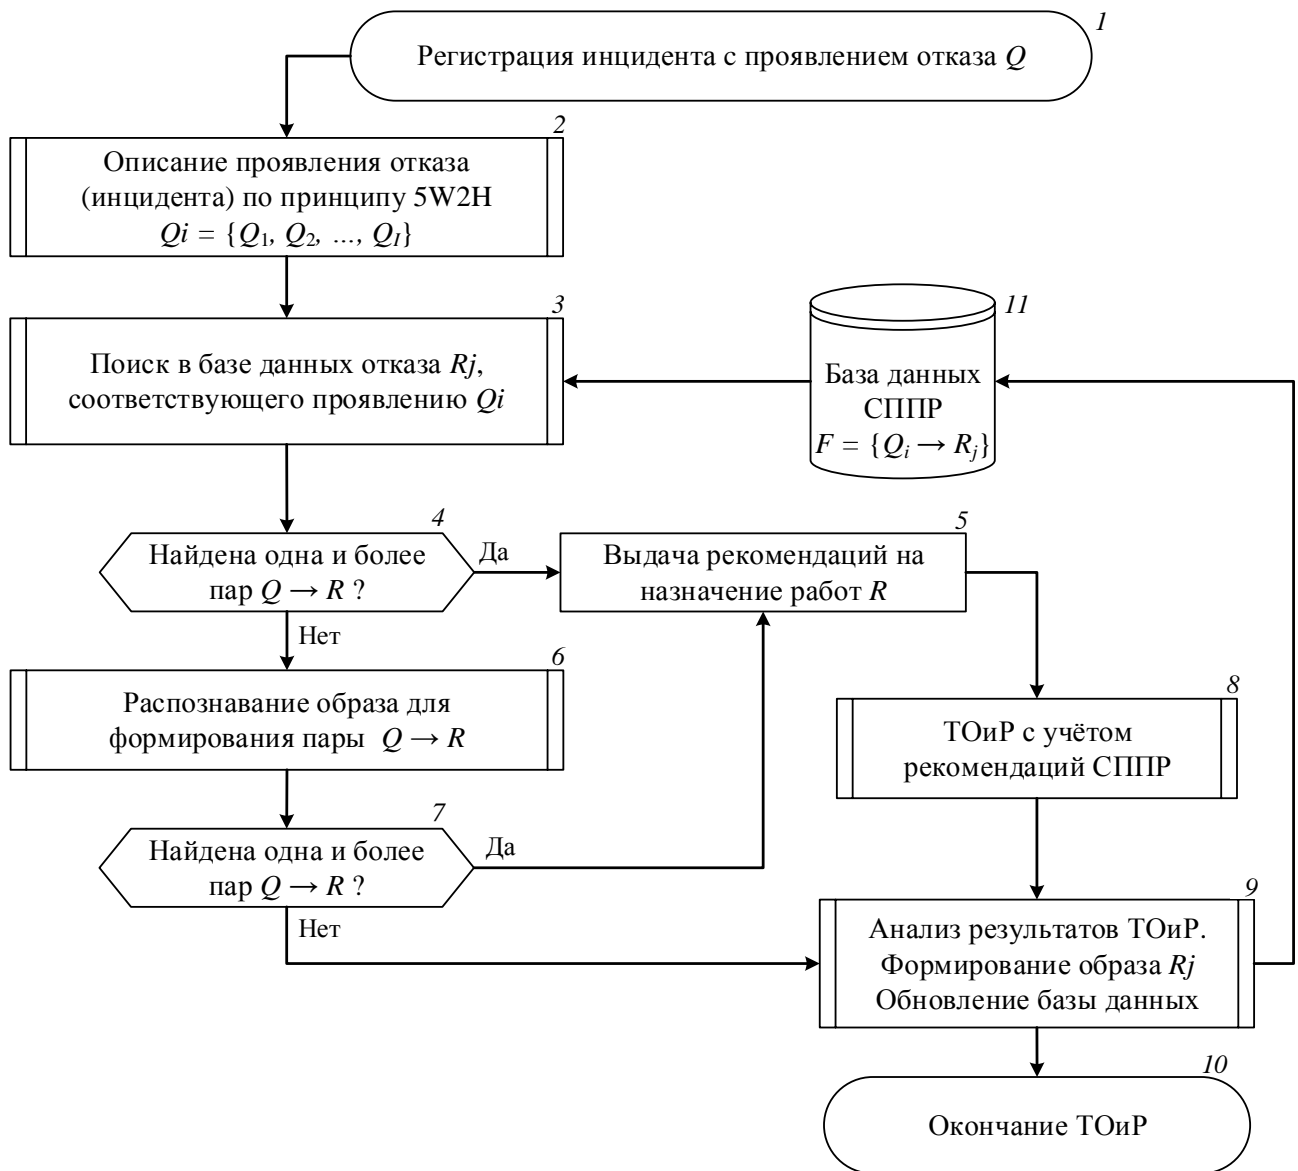 1
Регистрация инцидента с проявлением отказа Q
2
Описание проявления отказа
(инцидента) по принципу 5W2H
Qi = {Q₁, Q₂, ..., Q_I}
3
Поиск в базе данных отказа Rj,
соответствующего проявлению Qi
11
База данных
СППР
F = {Q_i → R_j}
4
Найдена одна и более
пар Q → R ?
Да
Нет
5
Выдача рекомендаций на
назначение работ R
6
Распознавание образа для
формирования пары Q → R
7
Найдена одна и более
пар Q → R ?
Да
Нет
8
ТОиР с учётом
рекомендаций СППР
9
Анализ результатов ТОиР.
Формирование образа Rj
Обновление базы данных
10
Окончание ТОиР